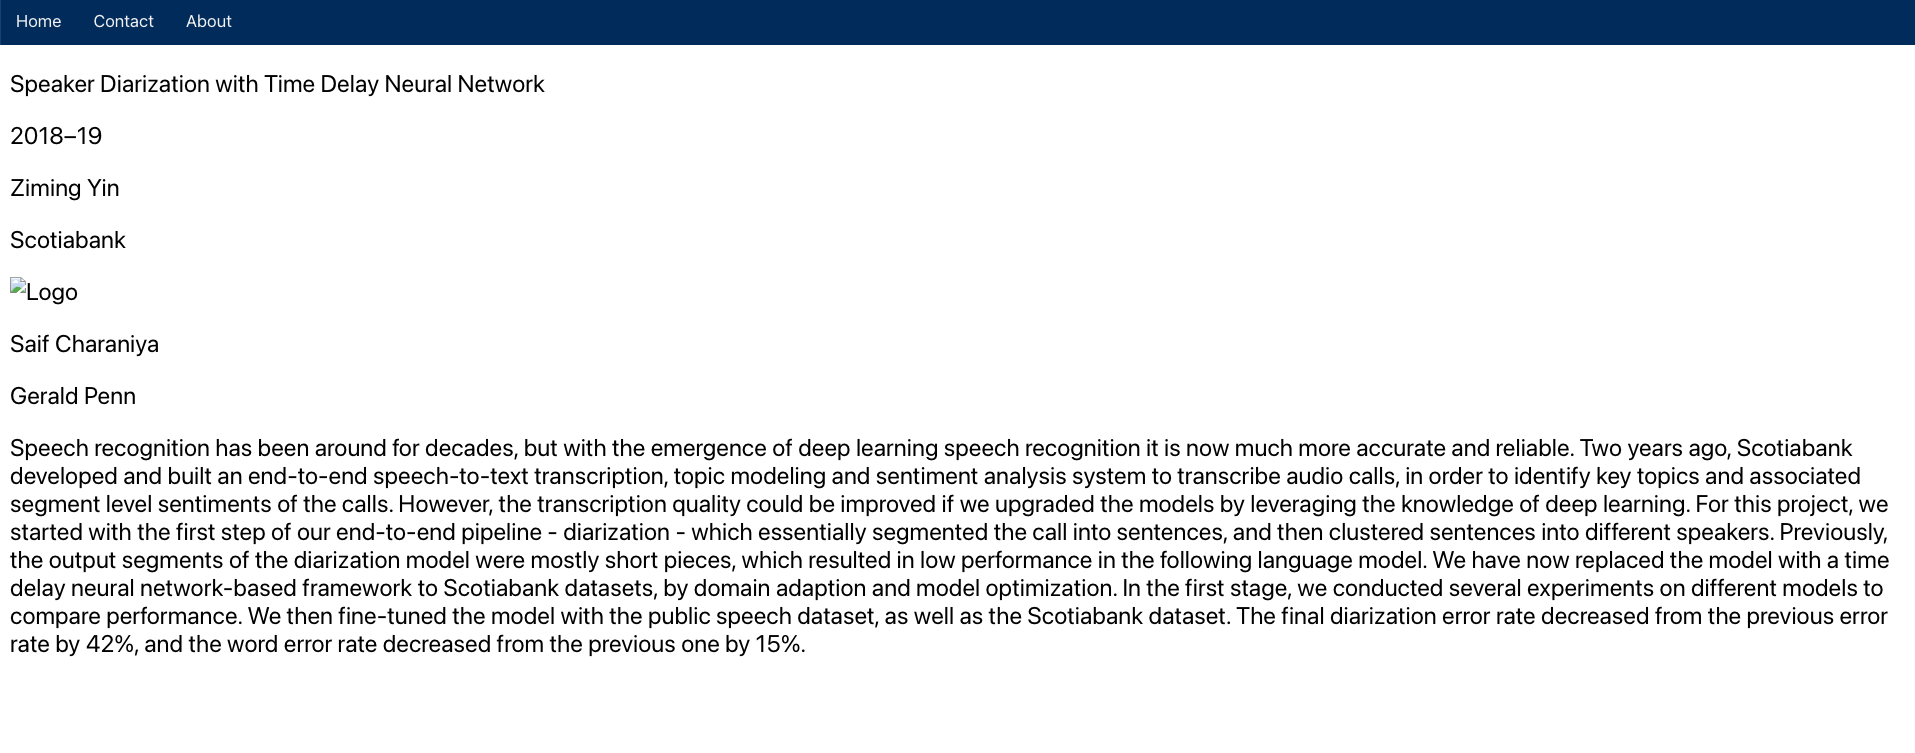 Home Contact About
Speaker Diarization with Time Delay Neural Network
2018–19
Ziming Yin
Scotiabank
Logo
Saif Charaniya
Gerald Penn
Speech recognition has been around for decades, but with the emergence of deep learning speech recognition it is now much more accurate and reliable. Two years ago, Scotiabank
developed and built an end-to-end speech-to-text transcription, topic modeling and sentiment analysis system to transcribe audio calls, in order to identify key topics and associated
segment level sentiments of the calls. However, the transcription quality could be improved if we upgraded the models by leveraging the knowledge of deep learning. For this project, we
started with the first step of our end-to-end pipeline - diarization - which essentially segmented the call into sentences, and then clustered sentences into different speakers. Previously,
the output segments of the diarization model were mostly short pieces, which resulted in low performance in the following language model. We have now replaced the model with a time
delay neural network-based framework to Scotiabank datasets, by domain adaption and model optimization. In the first stage, we conducted several experiments on different models to
compare performance. We then fine-tuned the model with the public speech dataset, as well as the Scotiabank dataset. The final diarization error rate decreased from the previous error
rate by 42%, and the word error rate decreased from the previous one by 15%.